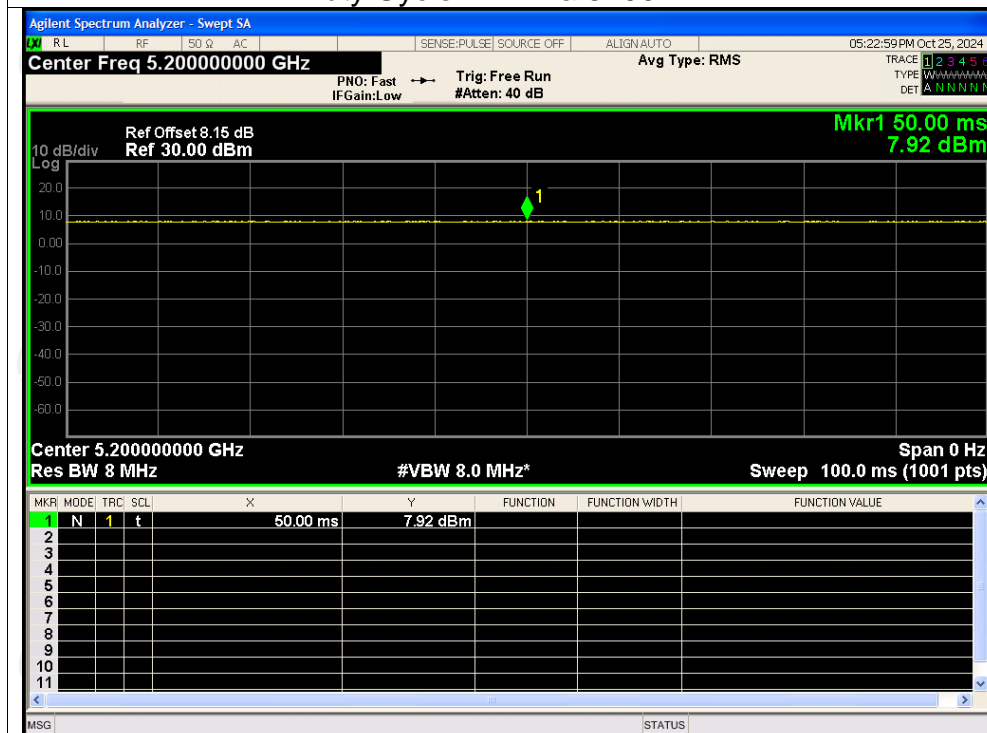 Agilent Spectrum Analyzer - Swept SA
LXI RL RF 50 Ω AC SENSE:PULSE SOURCE OFF ALIGN AUTO 05:22:59 PM Oct 25, 2024
Center Freq 5.200000000 GHz
PNO: Fast
IFGain:Low
Trig: Free Run
#Atten: 40 dB
Avg Type: RMS
TRACE 1 2 3 4 5 6
TYPE
DET A N N N N N
Mkr1 50.00 ms
7.92 dBm
Ref Offset 8.15 dB
10 dB/div Ref 30.00 dBm
Log
20.0
10.0
0.00
-10.0
-20.0
-30.0
-40.0
-50.0
-60.0
1
Center 5.200000000 GHz Span 0 Hz
Res BW 8 MHz #VBW 8.0 MHz* Sweep 100.0 ms (1001 pts)
MKR MODE TRC SCL X Y FUNCTION FUNCTION WIDTH FUNCTION VALUE
1 N 1 t 50.00 ms 7.92 dBm
2
3
4
5
6
7
8
9
10
11
MSG STATUS